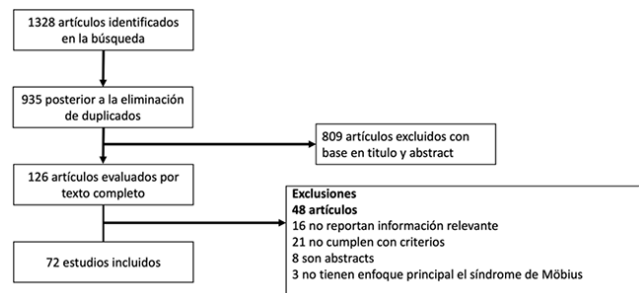 1328 artículos identificados
en la búsqueda
935 posterior a la eliminación
de duplicados
809 artículos excluidos con
base en titulo y abstract
126 artículos evaluados por
texto completo
Exclusiones
48 artículos
16 no reportan información relevante
21 no cumplen con criterios
8 son abstracts
3 no tienen enfoque principal el síndrome de Möbius
72 estudios incluidos